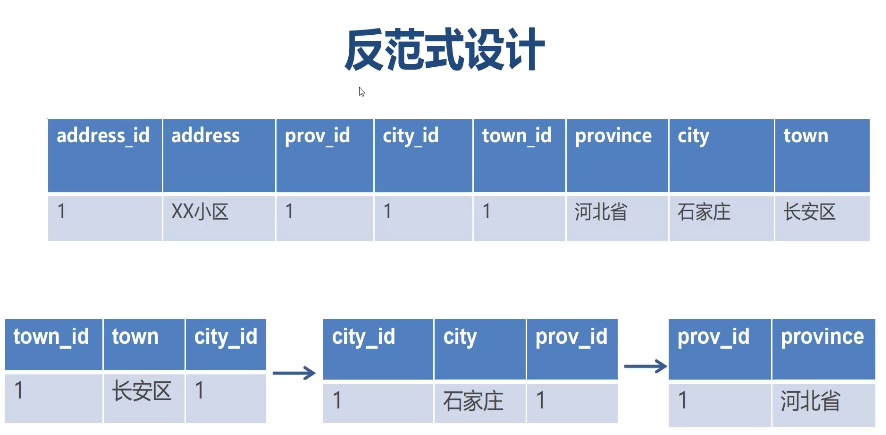 反范式设计
address_id address prov_id city_id town_id province city town
1 XX小区 1 1 1 河北省 石家庄 长安区
town_id town city_id
1 长安区 1
city_id city prov_id
1 石家庄 1
prov_id province
1 河北省